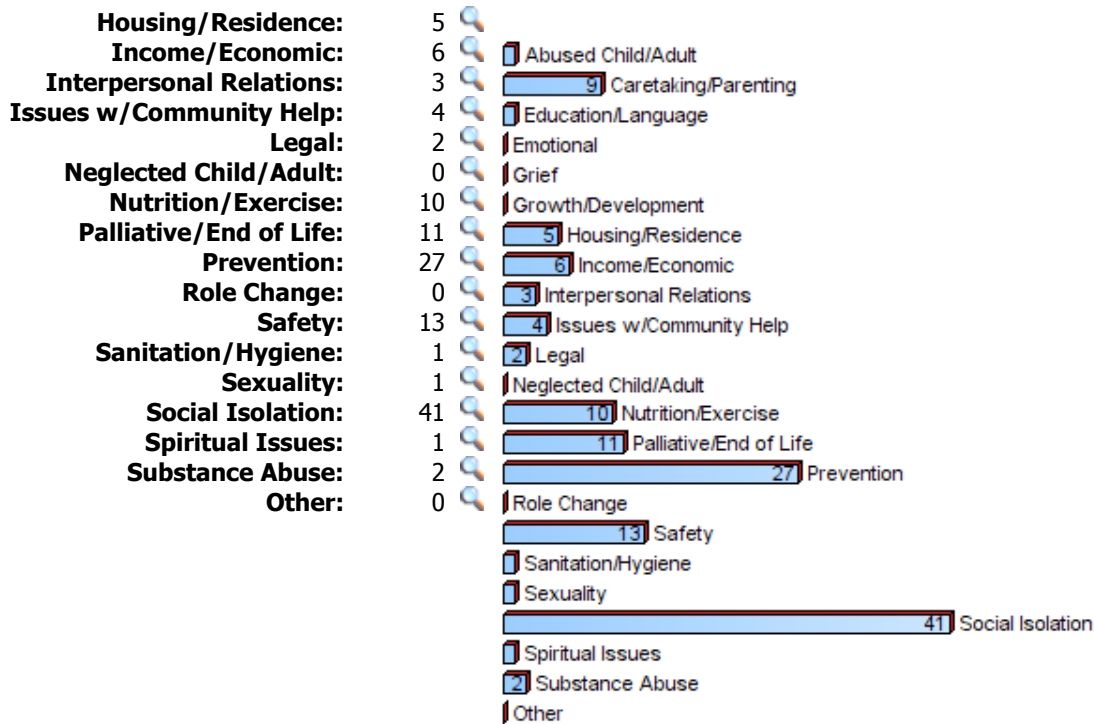 Housing/Residence: 5
Income/Economic: 6
Interpersonal Relations: 3
Issues w/Community Help: 4
Legal: 2
Neglected Child/Adult: 0
Nutrition/Exercise: 10
Palliative/End of Life: 11
Prevention: 27
Role Change: 0
Safety: 13
Sanitation/Hygiene: 1
Sexuality: 1
Social Isolation: 41
Spiritual Issues: 1
Substance Abuse: 2
Other: 0
Abused Child/Adult
9 Caretaking/Parenting
Education/Language
Emotional
Grief
Growth/Development
5 Housing/Residence
6 Income/Economic
3 Interpersonal Relations
4 Issues w/Community Help
2 Legal
Neglected Child/Adult
10 Nutrition/Exercise
11 Palliative/End of Life
27 Prevention
Role Change
13 Safety
Sanitation/Hygiene
Sexuality
41 Social Isolation
Spiritual Issues
2 Substance Abuse
Other